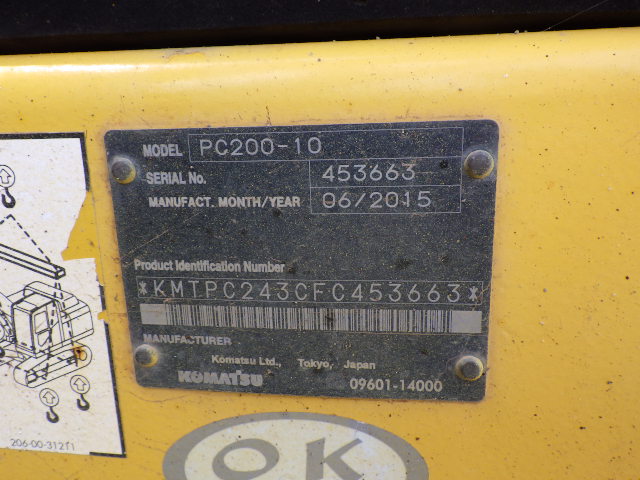 MODEL PC200-10
SERIAL No. 453663
MANUFACT. MONTH/YEAR 06/2015
Product Identification Number
*KMTPC243CFC453663*
MANUFACTURER
Komatsu Ltd., Tokyo, Japan
KOMATSU 09601-14000
206-00-31211
OK